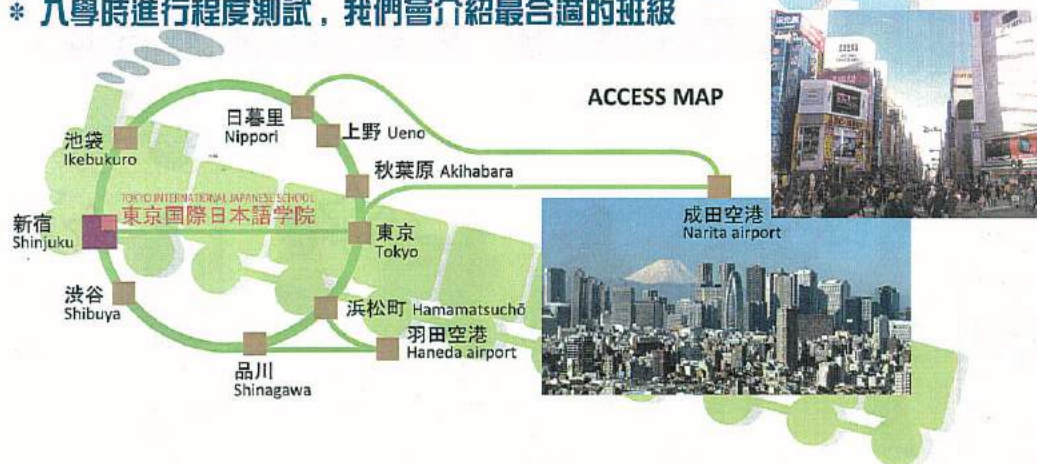 * 入學時進行程度測試，我們會介紹最合適的班級
ACCESS MAP
日暮里
Nippori
上野 Ueno
池袋
Ikebukuro
秋葉原 Akihabara
TOKYO INTERNATIONAL JAPANESE SCHOOL
東京国際日本語学院
新宿
Shinjuku
東京
Tokyo
成田空港
Narita airport
渋谷
Shibuya
浜松町 Hamamatsuchō
羽田空港
Haneda airport
品川
Shinagawa